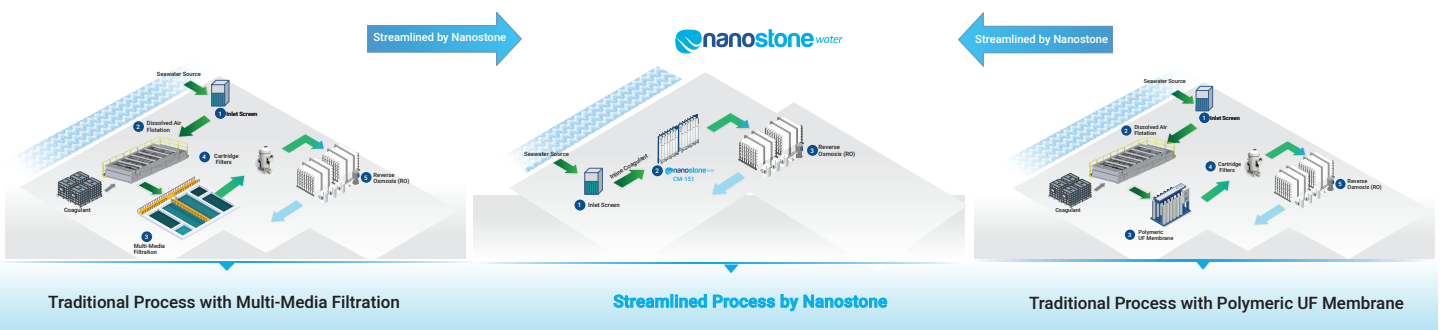 Streamlined by Nanostone
nanostone water
Streamlined by Nanostone
Seawater Source
1 Inlet Screen
2 Dissolved Air
Flotation
4 Cartridge
Filters
5 Reverse
Osmosis (RO)
Coagulant
3
Multi-Media
Filtration
Traditional Process with Multi-Media Filtration
Seawater Source
Inline Coagulant
1 Inlet Screen
2 nanostone water
CM-151
3 Reverse
Osmosis (RO)
Streamlined Process by Nanostone
Seawater Source
1 Inlet Screen
2 Dissolved Air
Flotation
4 Cartridge
Filters
5 Reverse
Osmosis (RO)
Coagulant
3 Polymeric
UF Membrane
Traditional Process with Polymeric UF Membrane